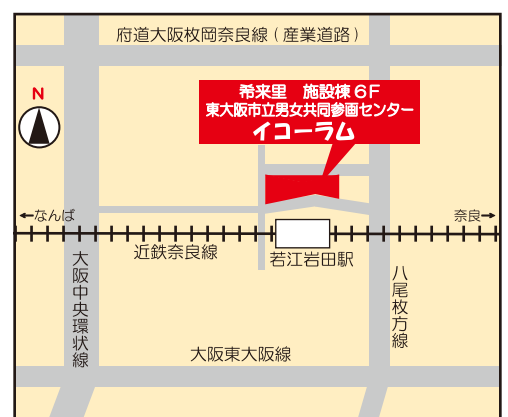 府道大阪枚岡奈良線(産業道路)
希来里　施設棟6F
東大阪市立男女共同参画センター
イコーラム
N
←なんば
奈良→
近鉄奈良線
若江岩田駅
大阪中央環状線
八尾枚方線
大阪東大阪線